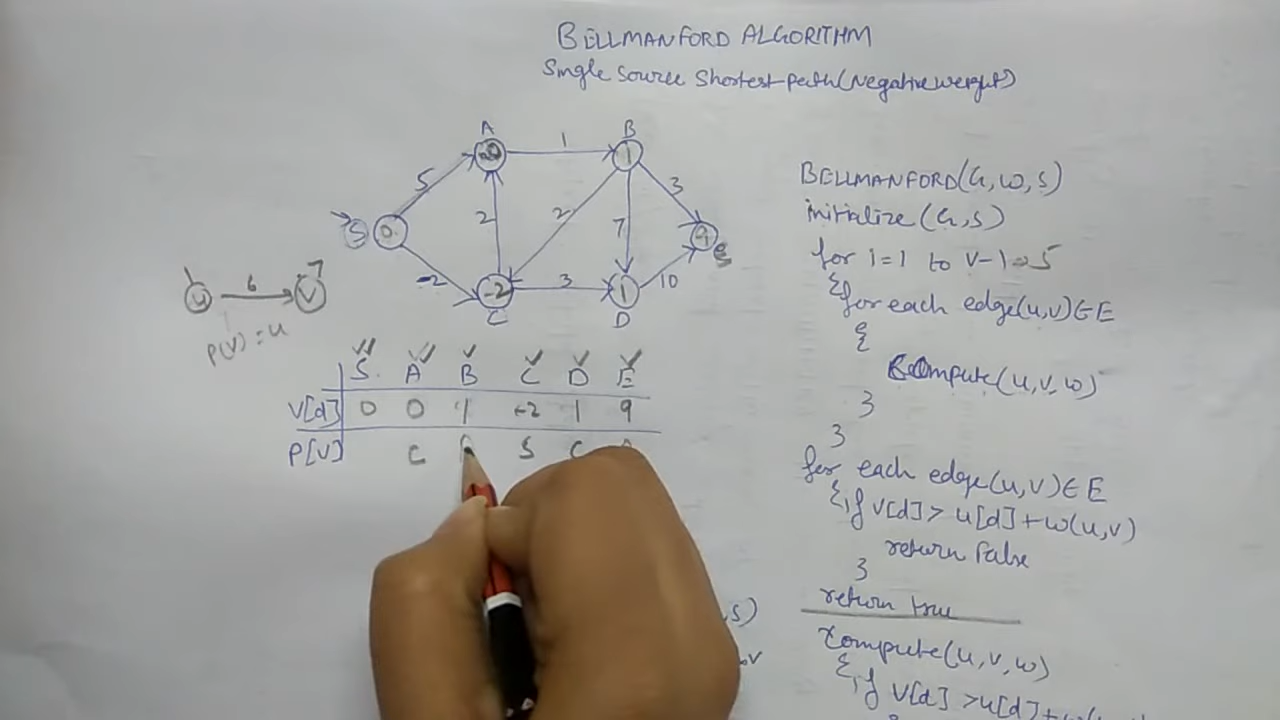 BELLMANFORD ALGORITHM
Single Source Shortest-path(Negative weight)
A 1 B
5 3
S 0 2 2 7 9
1
-2 -2 3 1 10
C D
u 6 v 7
P(v) = u
S A B C D E
V[d] 0 0 1 -2 1 9
P[V] C S C
BELLMANFORD(G,W,S)
initialize (G,S)
for i=1 to V-1 5
{for each edge(u,v)∈E
{
Compute(u,v,w)
}
}
for each edge(u,v)∈E
{if v[d] > u[d]+w(u,v)
return false
}
return true
Compute(u,v,w)
{if v[d] >u[d]+w(u,v)
,s)